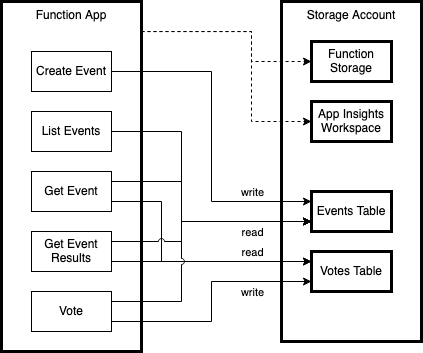 Function App
Storage Account
Create Event
List Events
Get Event
Get Event
Results
Vote
Function
Storage
App Insights
Workspace
write
Events Table
read
read
Votes Table
write